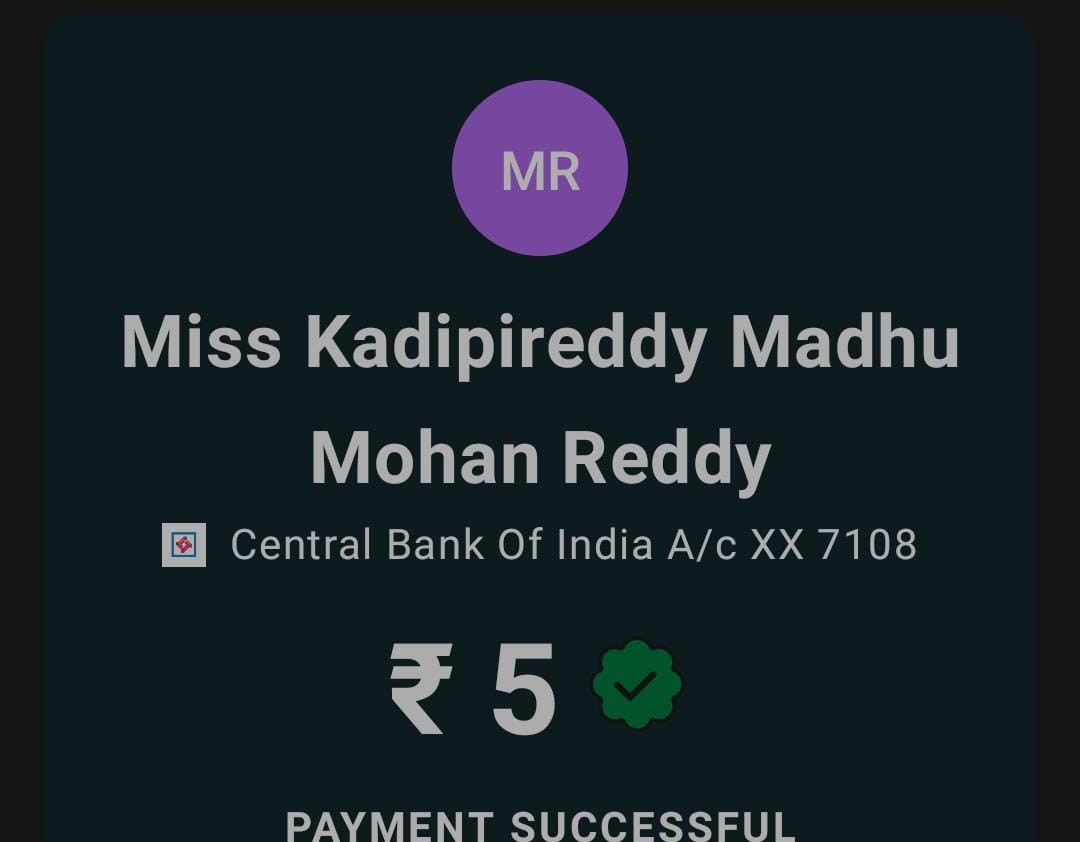 MR
Miss Kadipireddy Madhu
Mohan Reddy
Central Bank Of India A/c XX 7108
₹ 5
PAYMENT SUCCESSFUL